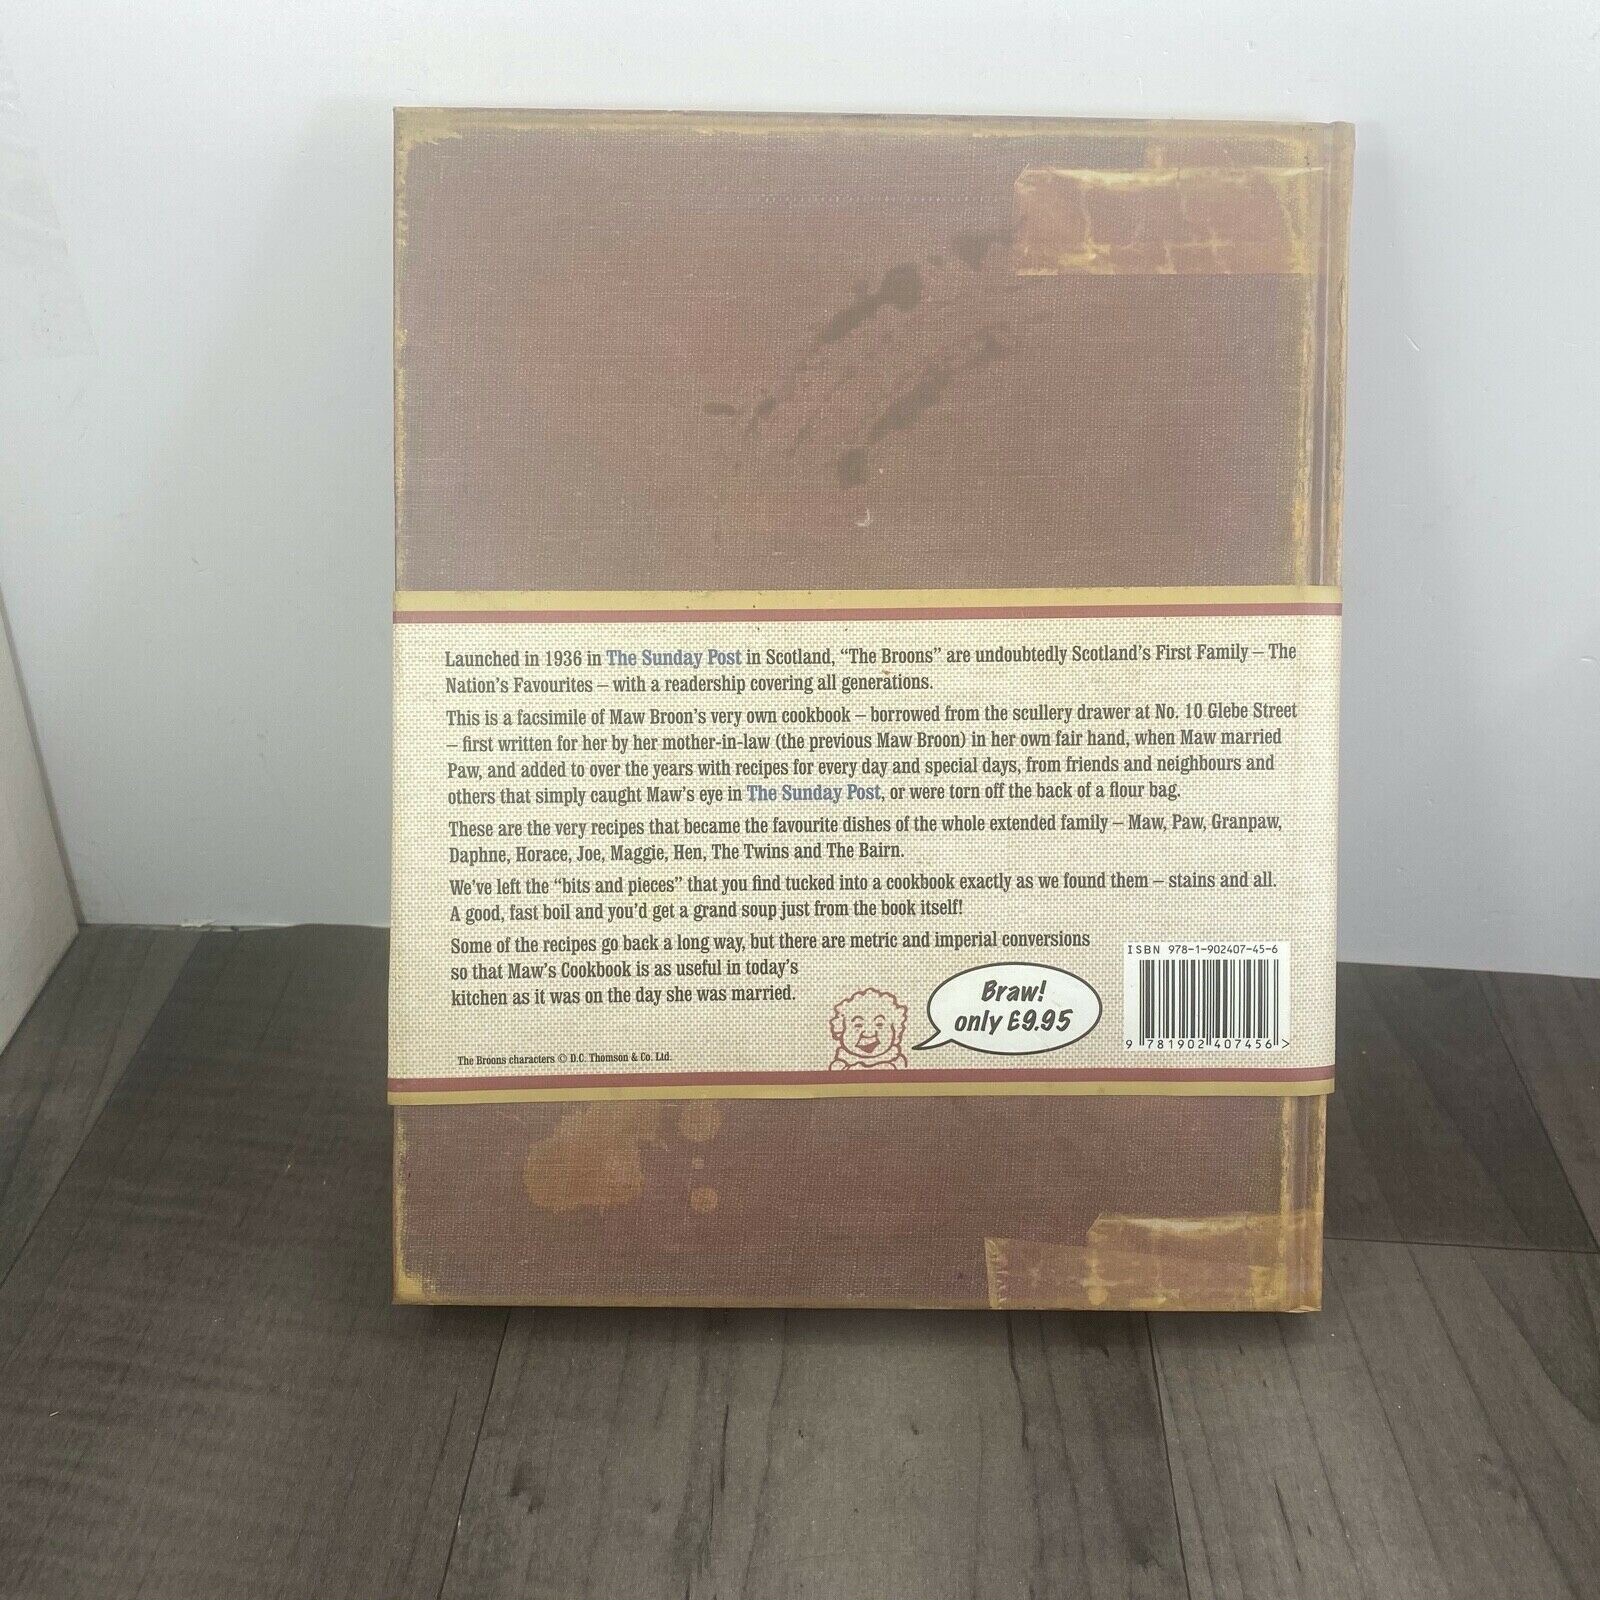 Launched in 1936 in The Sunday Post in Scotland, “The Broons” are undoubtedly Scotland’s First Family – The
Nation’s Favourites – with a readership covering all generations.
This is a facsimile of Maw Broon’s very own cookbook – borrowed from the scullery drawer at No. 10 Glebe Street
– first written for her by her mother-in-law (the previous Maw Broon) in her own fair hand, when Maw married
Paw, and added to over the years with recipes for every day and special days, from friends and neighbours and
others that simply caught Maw’s eye in The Sunday Post, or were torn off the back of a flour bag.
These are the very recipes that became the favourite dishes of the whole extended family – Maw, Paw, Granpaw,
Daphne, Horace, Joe, Maggie, Hen, The Twins and The Bairn.
We’ve left the “bits and pieces” that you find tucked into a cookbook exactly as we found them – stains and all.
A good, fast boil and you’d get a grand soup just from the book itself!
Some of the recipes go back a long way, but there are metric and imperial conversions
so that Maw’s Cookbook is as useful in today’s
kitchen as it was on the day she was married.
The Broons characters © D.C. Thomson & Co. Ltd.
Braw!
only £9.95
ISBN 978-1-902407-45-6
9 781902 407456 >